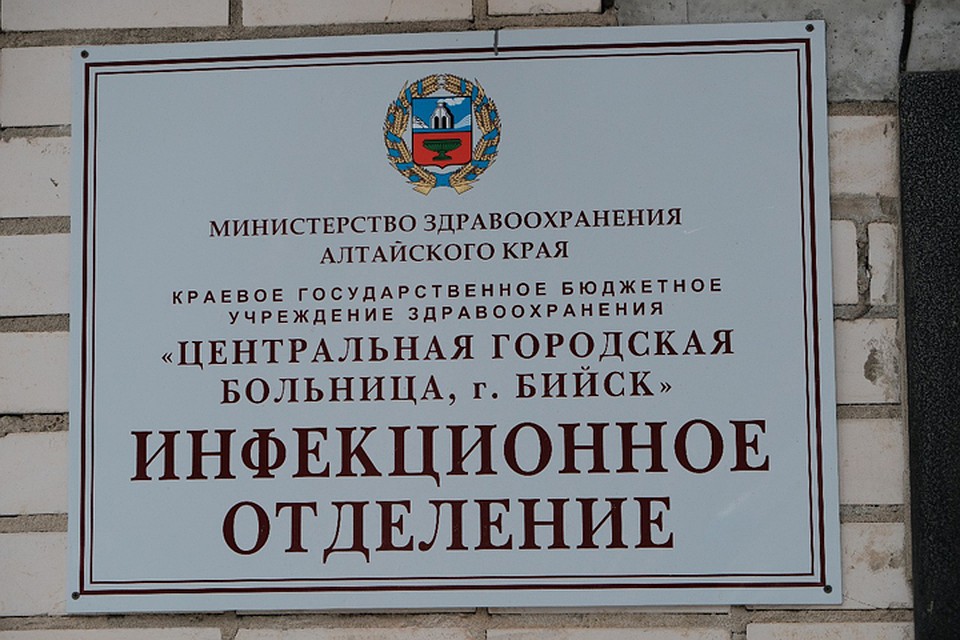 МИНИСТЕРСТВО ЗДРАВООХРАНЕНИЯ
АЛТАЙСКОГО КРАЯ
КРАЕВОЕ ГОСУДАРСТВЕННОЕ БЮДЖЕТНОЕ
УЧРЕЖДЕНИЕ ЗДРАВООХРАНЕНИЯ
«ЦЕНТРАЛЬНАЯ ГОРОДСКАЯ
БОЛЬНИЦА, г. БИЙСК»
ИНФЕКЦИОННОЕ
ОТДЕЛЕНИЕ